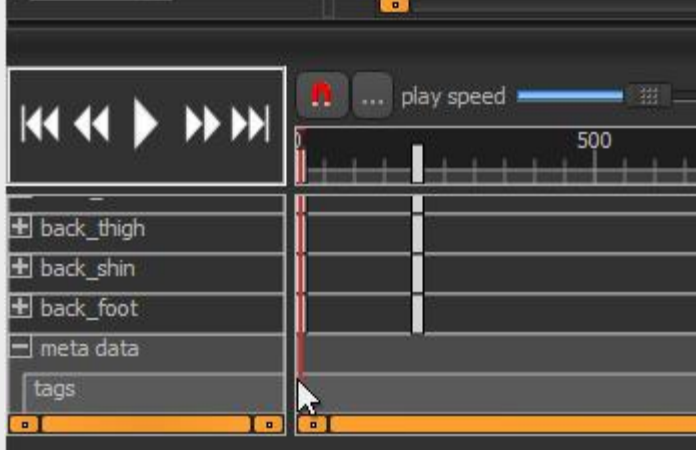 ... play speed
0 500
back_thigh
back_shin
back_foot
meta data
tags